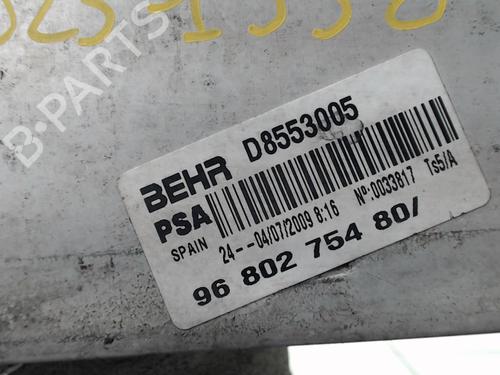 B-PARTS
BEHR D8553005
PSA
SPAIN 24--04/07/2009 8:16 Nº:0033817 Ts5/A
96 802 754 80/